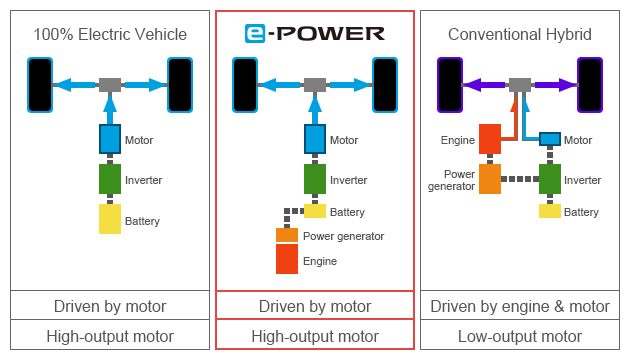 100% Electric Vehicle
Motor
Inverter
Battery
Driven by motor
High-output motor
e-POWER
Motor
Inverter
Battery
Power generator
Engine
Driven by motor
High-output motor
Conventional Hybrid
Engine
Motor
Power
generator
Inverter
Battery
Driven by engine & motor
Low-output motor